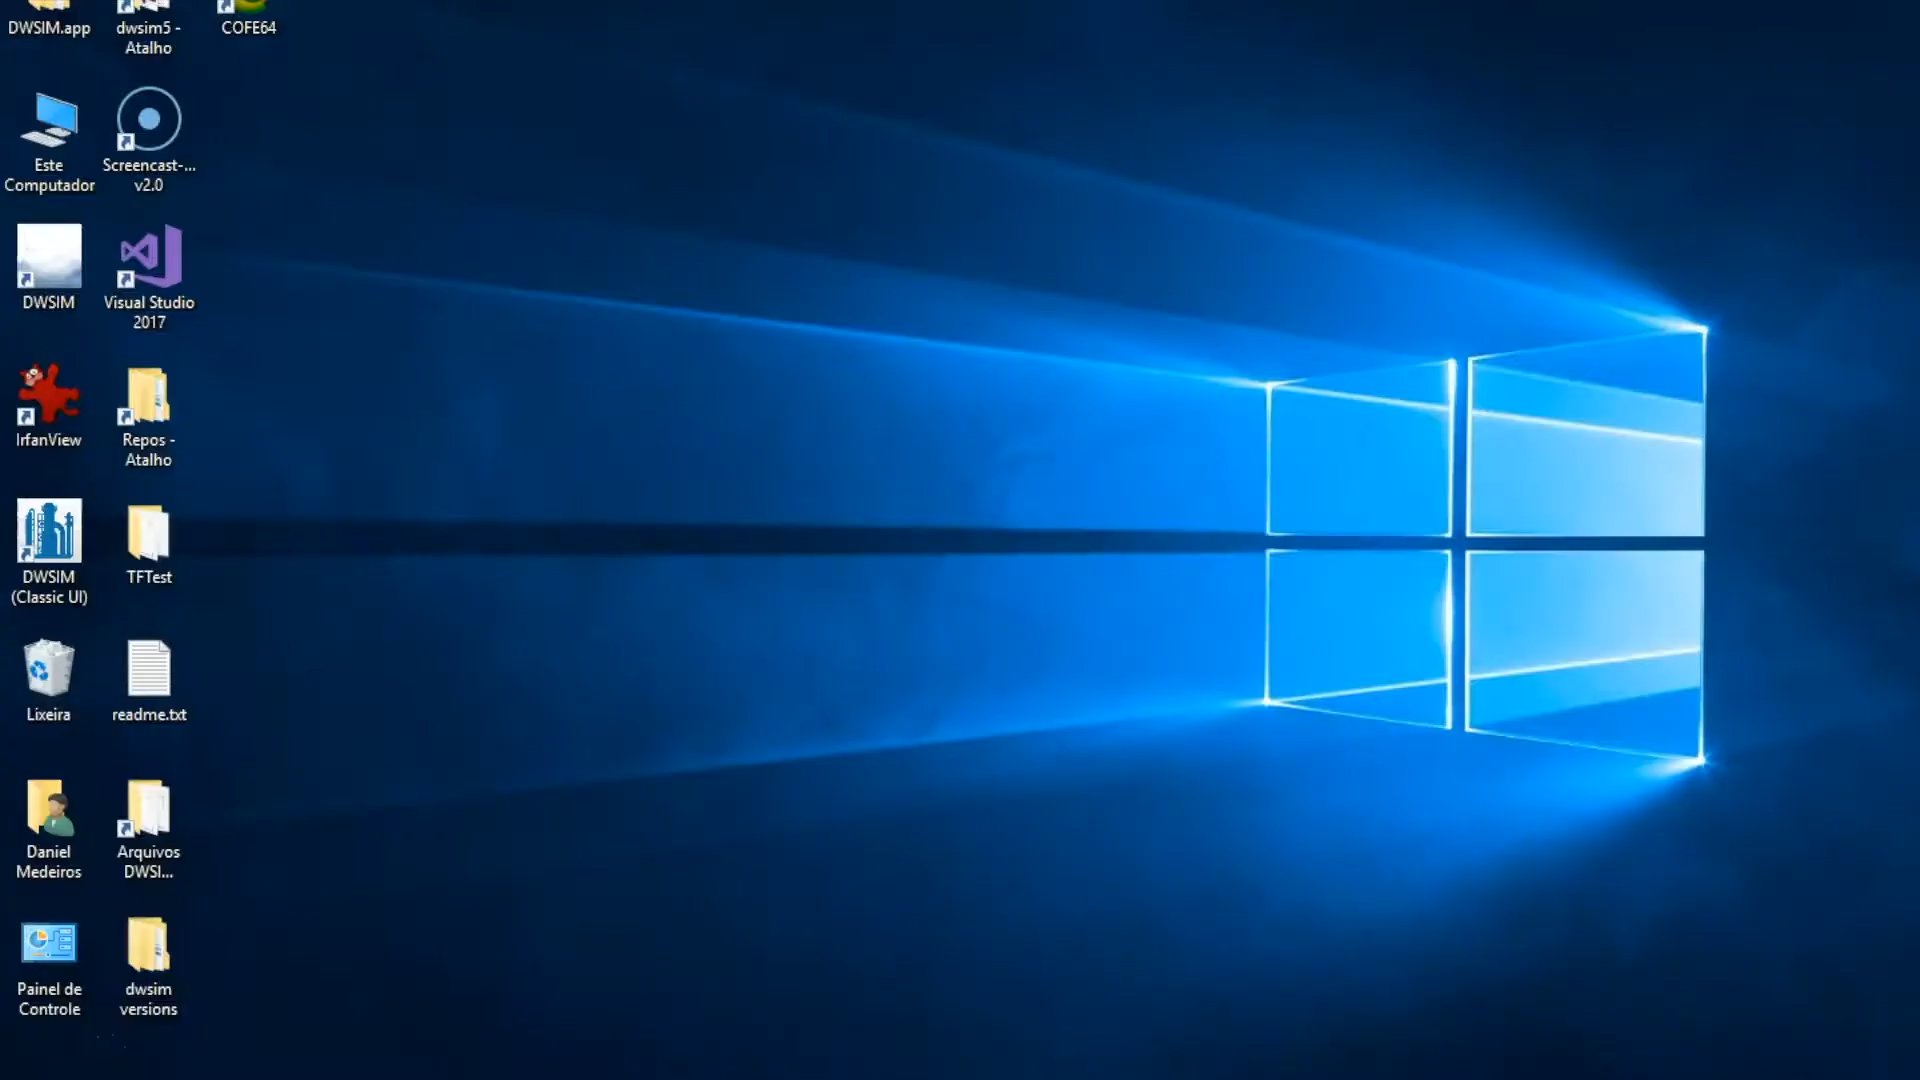 DWSIM.app
dwsim5 -
Atalho
COFE64
Este
Computador
Screencast-...
v2.0
DWSIM
Visual Studio
2017
IrfanView
Repos -
Atalho
DWSIM
(Classic UI)
TFTest
Lixeira
readme.txt
Daniel
Medeiros
Arquivos
DWSI...
Painel de
Controle
dwsim
versions